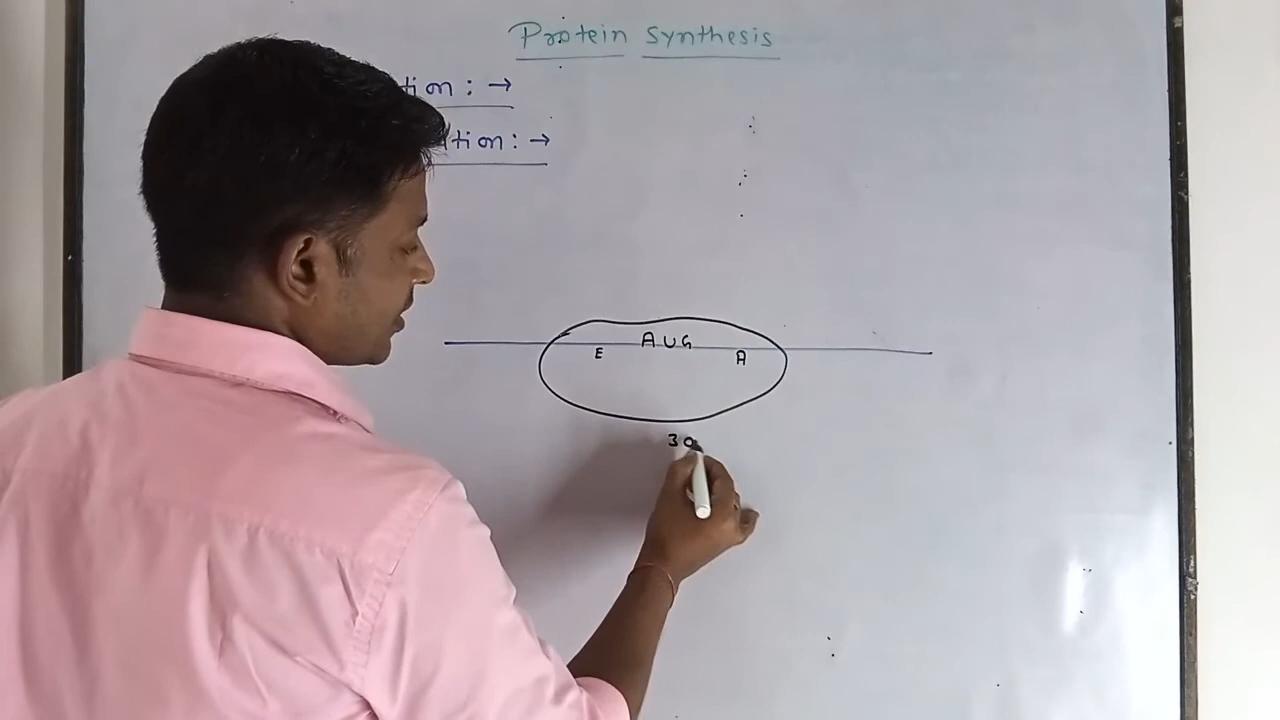 Protein Synthesis
tion : →
tion : →
AUG
E A
30